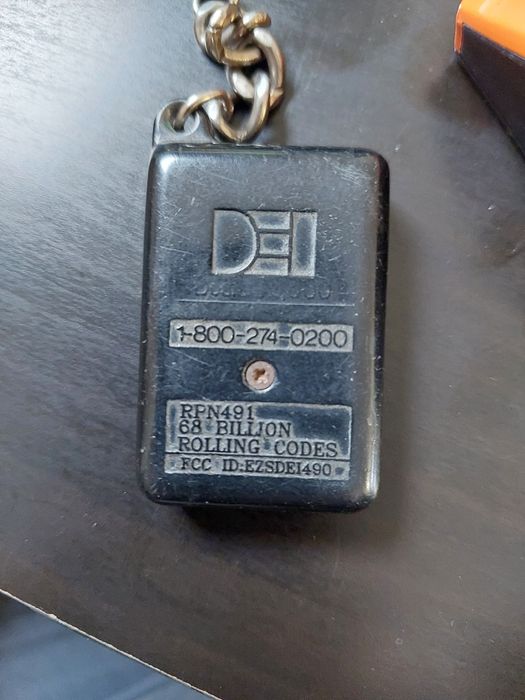 DEI
1-800-274-0200
RPN491
68 BILLION
ROLLING CODES
FCC ID:EZSDEI490